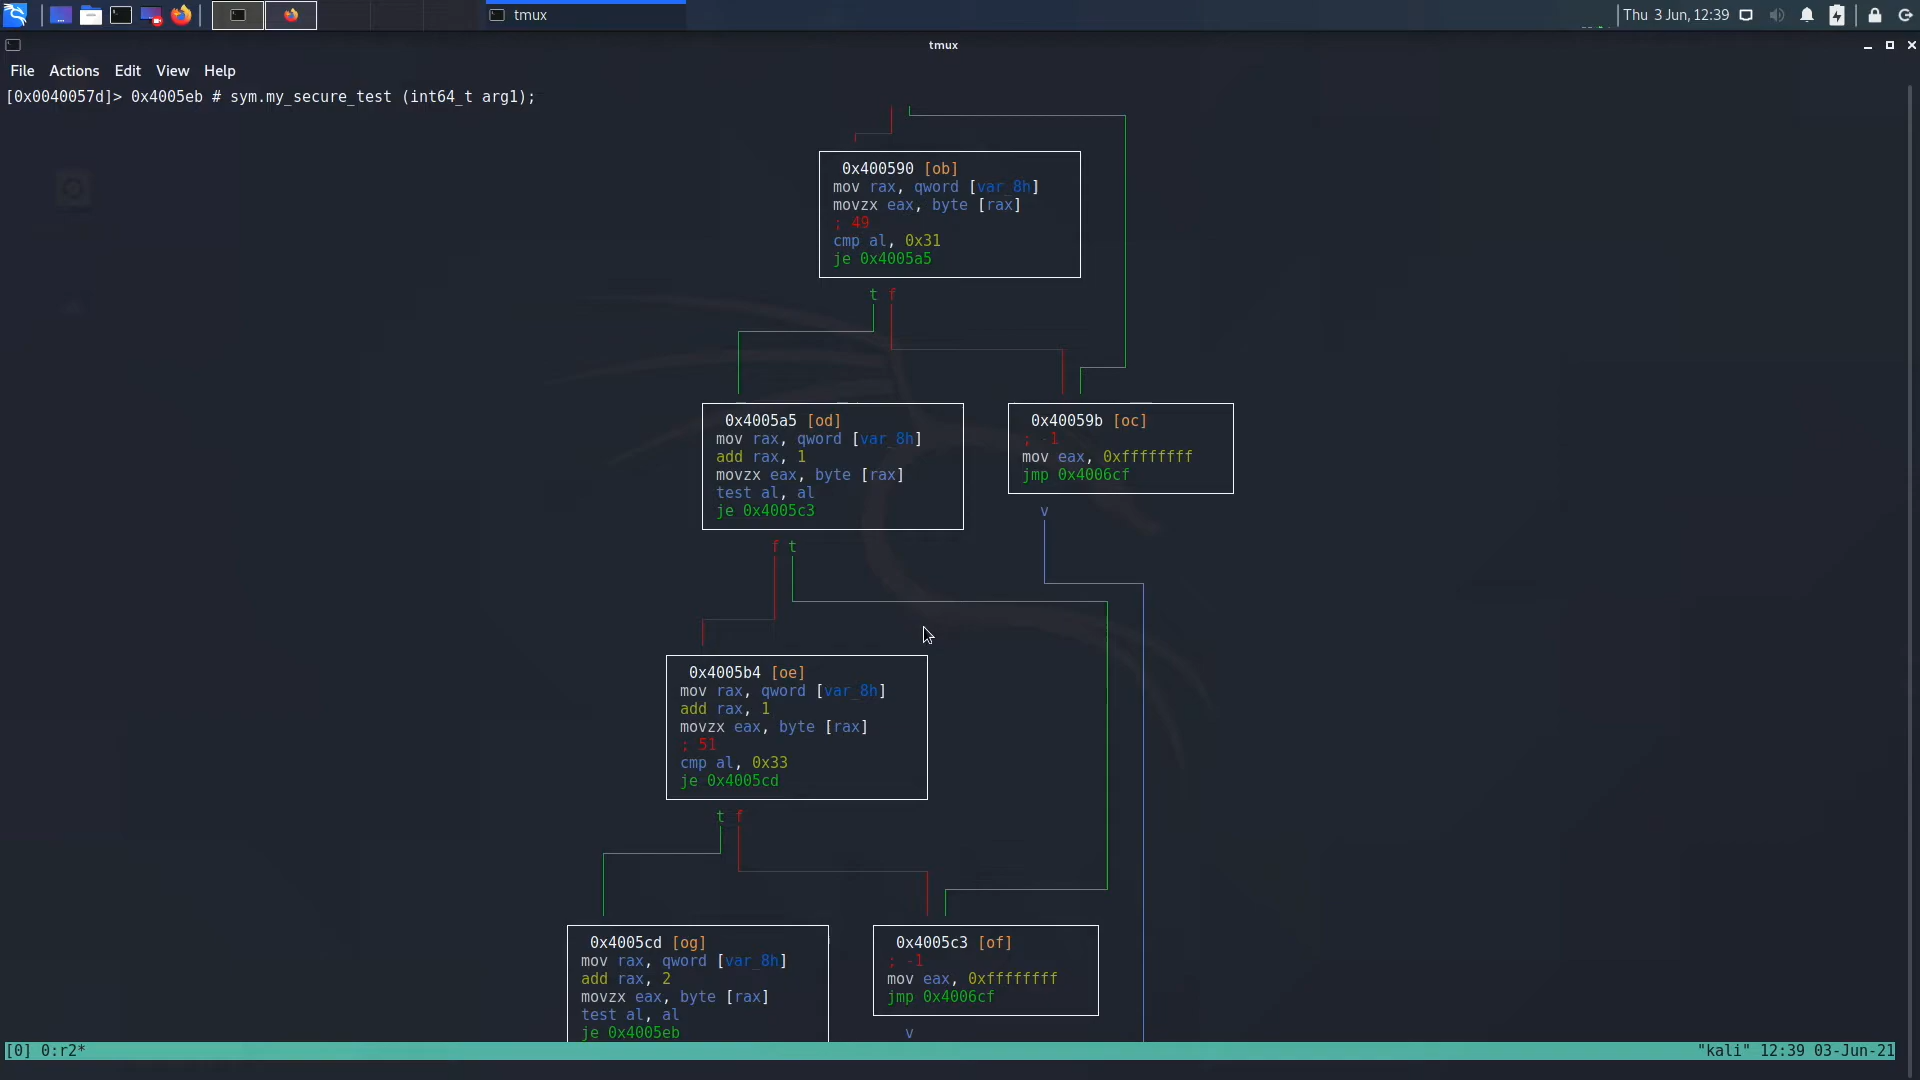 tmux
Thu 3 Jun, 12:39
tmux
File Actions Edit View Help
[0x0040057d]> 0x4005eb # sym.my_secure_test (int64_t arg1);
0x400590 [ob]
mov rax, qword [var_8h]
movzx eax, byte [rax]
; 49
cmp al, 0x31
je 0x4005a5
t f
0x4005a5 [od]
mov rax, qword [var_8h]
add rax, 1
movzx eax, byte [rax]
test al, al
je 0x4005c3
0x40059b [oc]
; -1
mov eax, 0xffffffff
jmp 0x4006cf
v
f t
0x4005b4 [oe]
mov rax, qword [var_8h]
add rax, 1
movzx eax, byte [rax]
; 51
cmp al, 0x33
je 0x4005cd
t f
0x4005cd [og]
mov rax, qword [var_8h]
add rax, 2
movzx eax, byte [rax]
test al, al
je 0x4005eb
0x4005c3 [of]
; -1
mov eax, 0xffffffff
jmp 0x4006cf
v
[0] 0:r2*
"kali" 12:39 03-Jun-21